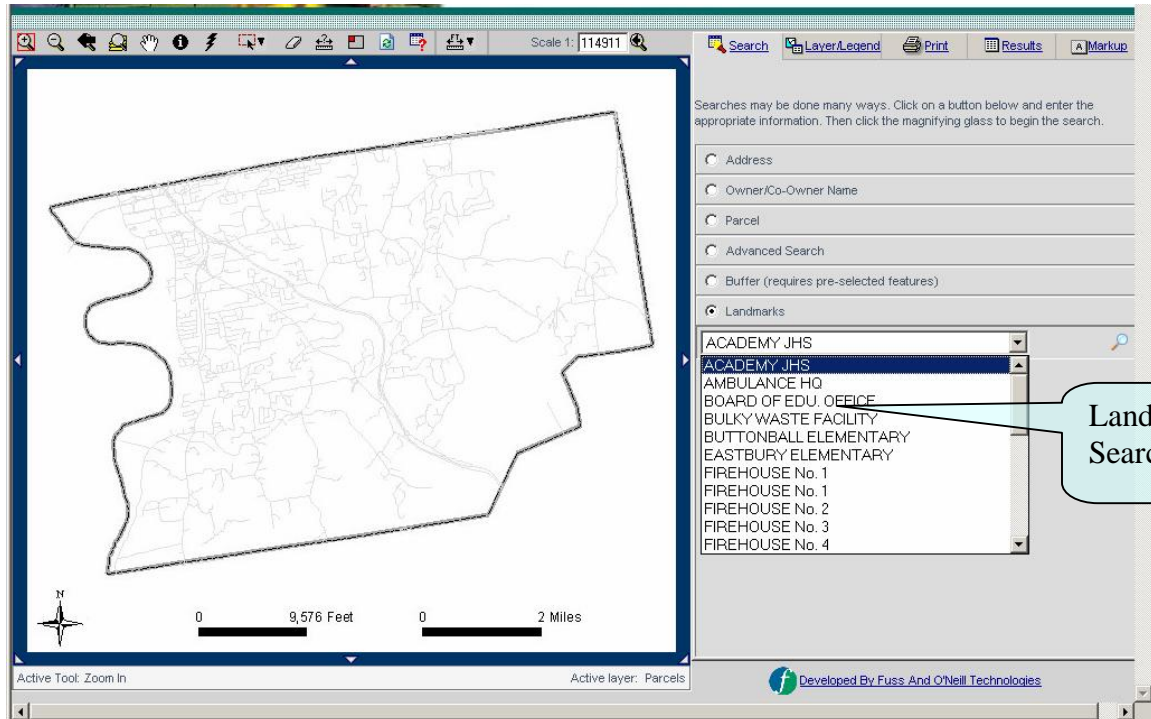 Scale 1: 114911
Search Layer/Legend Print Results A Markup
Searches may be done many ways. Click on a button below and enter the
appropriate information. Then click the magnifying glass to begin the search.
Address
Owner/Co-Owner Name
Parcel
Advanced Search
Buffer (requires pre-selected features)
Landmarks
ACADEMY JHS
ACADEMY JHS
AMBULANCE HQ
BOARD OF EDU. OFFICE
BULKY WASTE FACILITY
BUTTONBALL ELEMENTARY
EASTBURY ELEMENTARY
FIREHOUSE No. 1
FIREHOUSE No. 1
FIREHOUSE No. 2
FIREHOUSE No. 3
FIREHOUSE No. 4
Land
Searc
N
0 9,576 Feet 0 2 Miles
Active Tool: Zoom In Active layer: Parcels
f Developed By Fuss And O'Neill Technologies